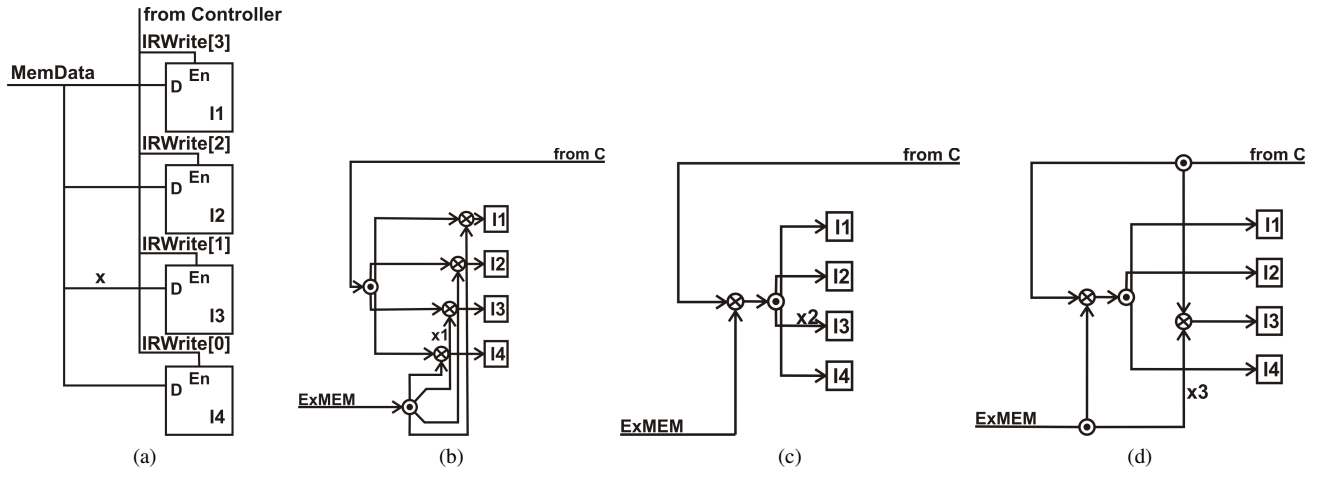 from Controller
IRWrite[3]
MemData
En
D
I1
IRWrite[2]
En
D
I2
IRWrite[1]
x
En
D
I3
IRWrite[0]
En
D
I4
(a)
from C
I1
I2
I3
x1
I4
ExMEM
(b)
from C
I1
I2
x2
I3
I4
ExMEM
(c)
from C
I1
I2
I3
I4
x3
ExMEM
(d)